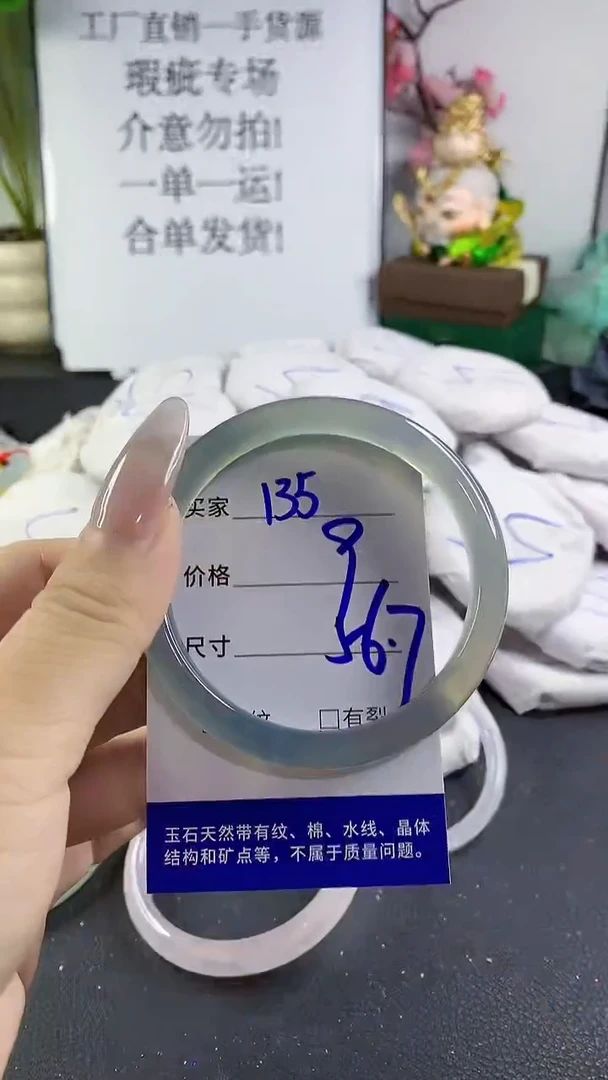 工厂直销一手货源
瑕疵专场
介意勿拍!
一单一运!
合单发货!
买家 135
价格
尺寸 56.7
纹 □有裂
玉石天然带有纹、棉、水线、晶体
结构和矿点等，不属于质量问题。